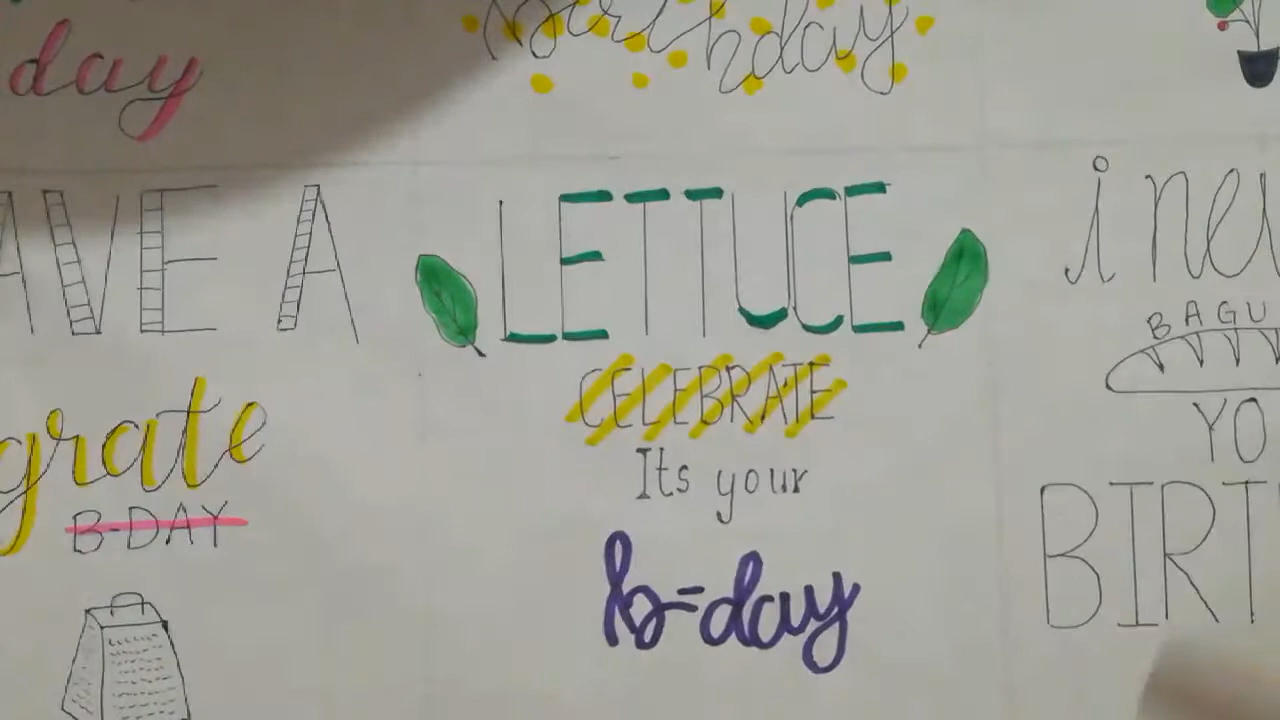 day
birthday
AVE A
grate
B-DAY
LETTUCE
CELEBRATE
Its your
b-day
i
BAGU
YO
BIRT